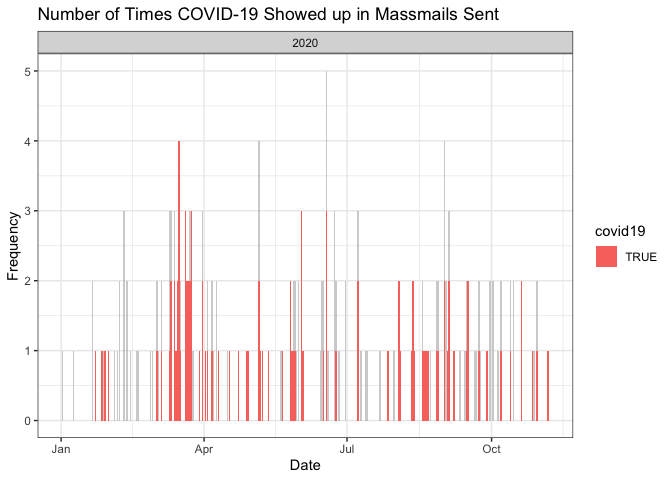 Number of Times COVID-19 Showed up in Massmails Sent
2020
5
4
3
2
1
0
Frequency
Jan Apr Jul Oct
Date
covid19
TRUE